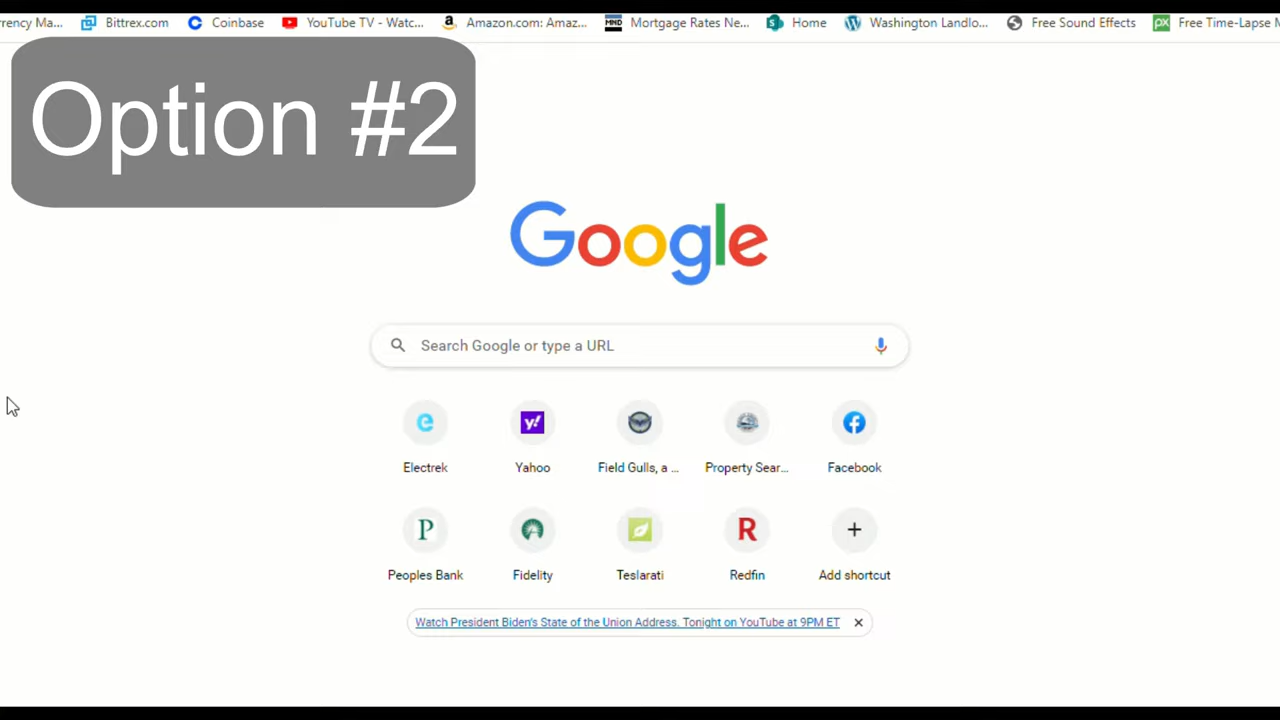 rrency Ma... Bittrex.com Coinbase YouTube TV - Watc... Amazon.com: Amaz... Mortgage Rates Ne... Home Washington Landlo... Free Sound Effects Free Time-Lapse M
Option #2
Google
Search Google or type a URL
Electrek Yahoo Field Gulls, a ... Property Sear... Facebook
Peoples Bank Fidelity Teslarati Redfin Add shortcut
Watch President Biden's State of the Union Address. Tonight on YouTube at 9PM ET